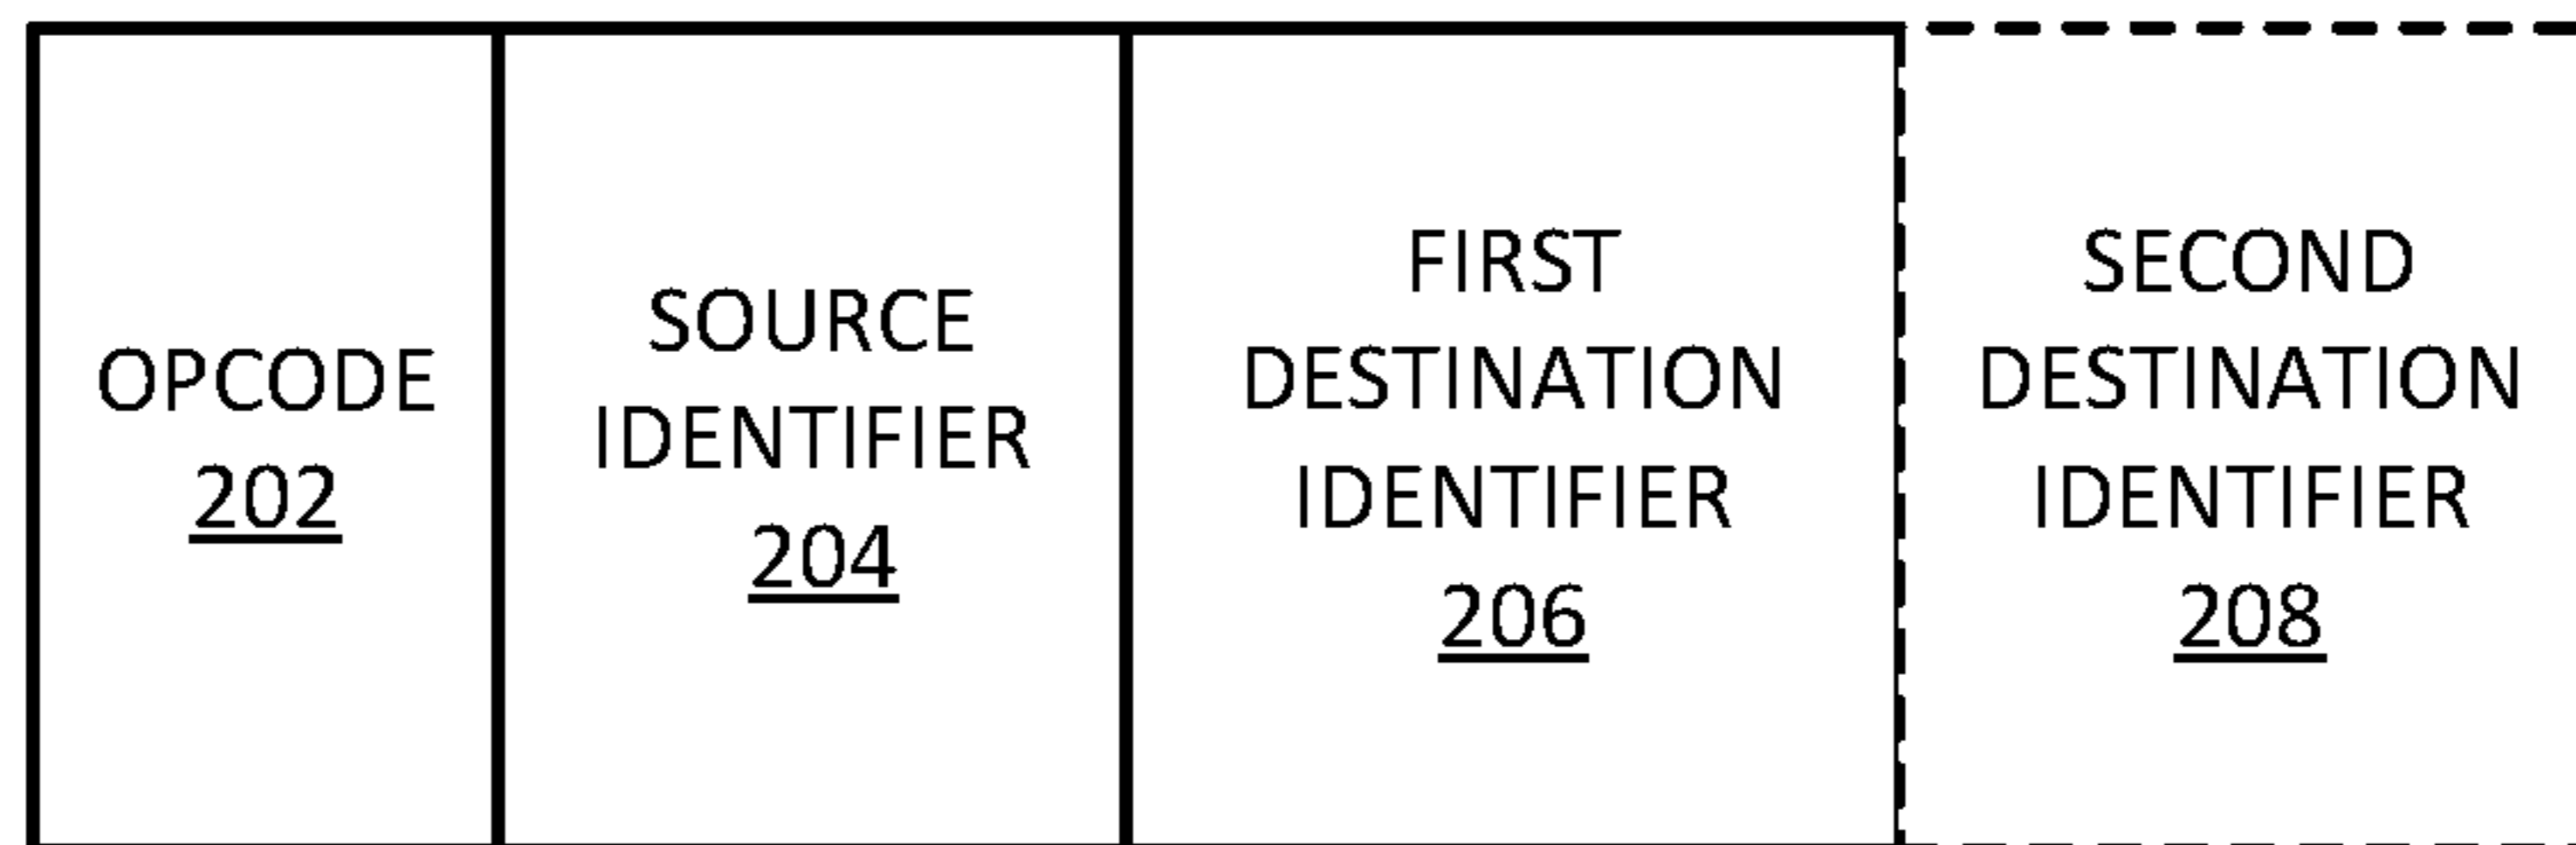 OPCODE
202
SOURCE
IDENTIFIER
204
FIRST
DESTINATION
IDENTIFIER
206
SECOND
DESTINATION
IDENTIFIER
208